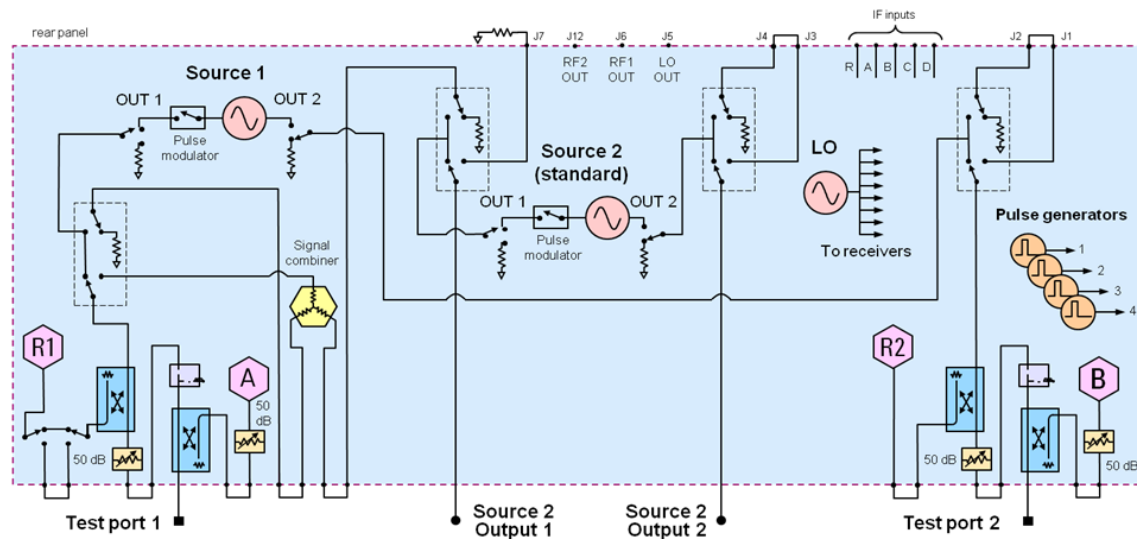 rear panel
J7
J12
J6
J5
J4
J3
IF inputs
J2
J1
RF2
OUT
RF1
OUT
LO
OUT
R
A
B
C
D
Source 1
OUT 1
OUT 2
Pulse
modulator
Source 2
(standard)
OUT 1
OUT 2
Pulse
modulator
LO
To receivers
Pulse generators
1
2
3
4
Signal
combiner
R1
A
50
dB
50 dB
R2
B
50 dB
50 dB
Test port 1
Source 2
Output 1
Source 2
Output 2
Test port 2